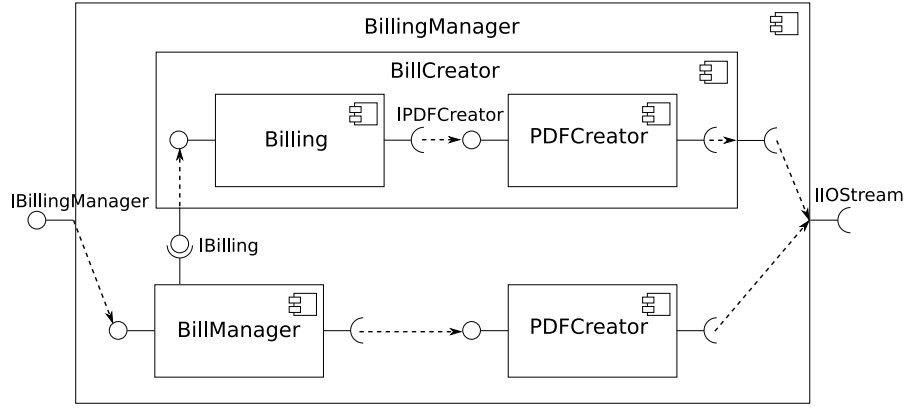 BillingManager
BillCreator
IPDFCreator
Billing
PDFCreator
IBillingManager
IIOStream
IBilling
BillManager
PDFCreator